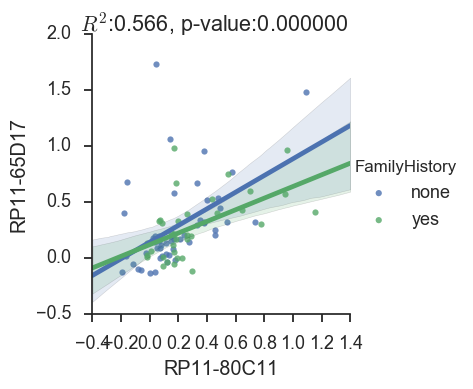 R²:0.566, p-value:0.000000
2.0
1.5
1.0
0.5
0.0
−0.5
RP11-65D17
−0.4 −0.2 0.0 0.2 0.4 0.6 0.8 1.0 1.2 1.4
RP11-80C11
FamilyHistory
none
yes